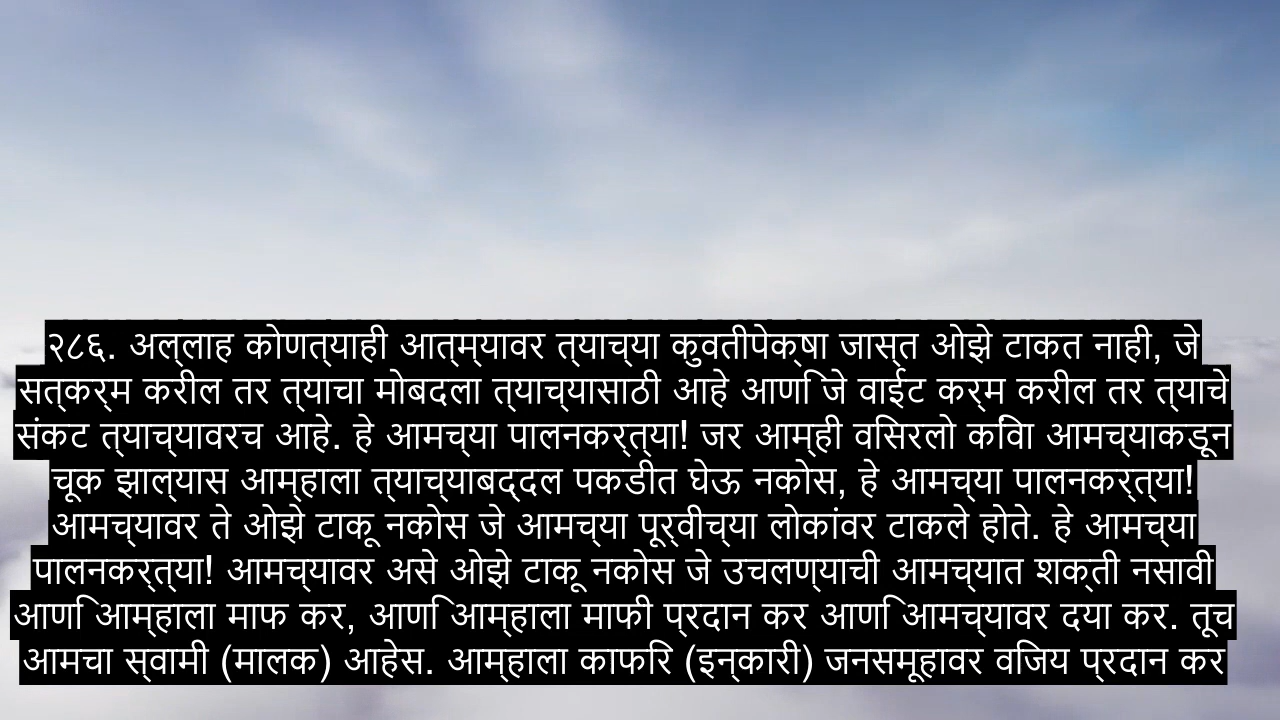 २८६. अल्लाह कोणत्याही आत्म्यावर त्याच्या कुवतीपेक्षा जास्त ओझे टाकत नाही, जे
सत्कर्म करील तर त्याचा मोबदला त्याच्यासाठी आहे आणि जे वाईट कर्म करील तर त्याचे
संकट त्याच्यावरच आहे. हे आमच्या पालनकर्त्या! जर आम्ही विसरलो किंवा आमच्याकडून
चूक झाल्यास आम्हाला त्याच्याबद्दल पकडीत घेऊ नकोस, हे आमच्या पालनकर्त्या!
आमच्यावर ते ओझे टाकू नकोस जे आमच्या पूर्वीच्या लोकांवर टाकले होते. हे आमच्या
पालनकर्त्या! आमच्यावर असे ओझे टाकू नकोस जे उचलण्याची आमच्यात शक्ती नसावी
आणि आम्हाला माफ कर, आणि आम्हाला माफी प्रदान कर आणि आमच्यावर दया कर. तूच
आमचा स्वामी (मालक) आहेस. आम्हाला काफिर (इन्कारी) जनसमूहावर विजय प्रदान कर